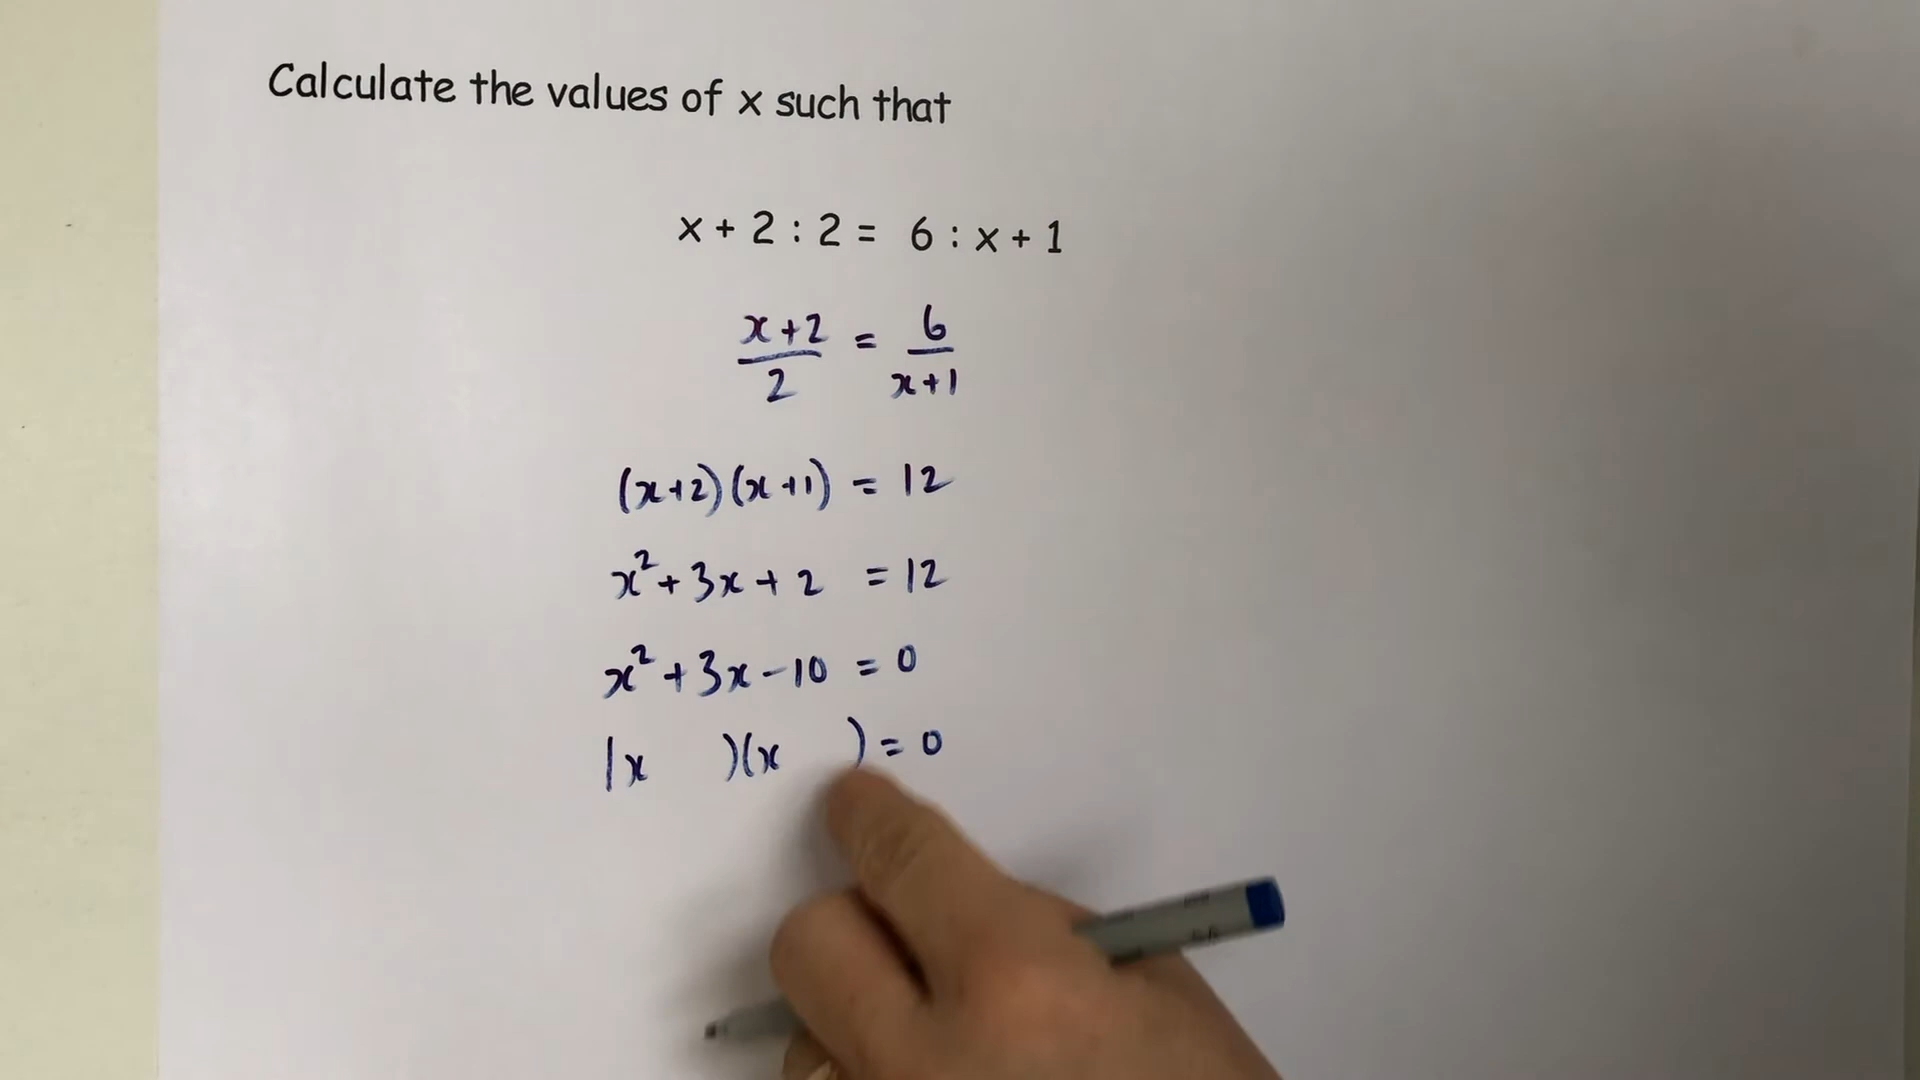 Calculate the values of x such that
x + 2 : 2 = 6 : x + 1
x+2/2 = 6/x+1
(x+2)(x+1) = 12
x²+3x+2 = 12
x²+3x-10 = 0
(x )(x ) = 0